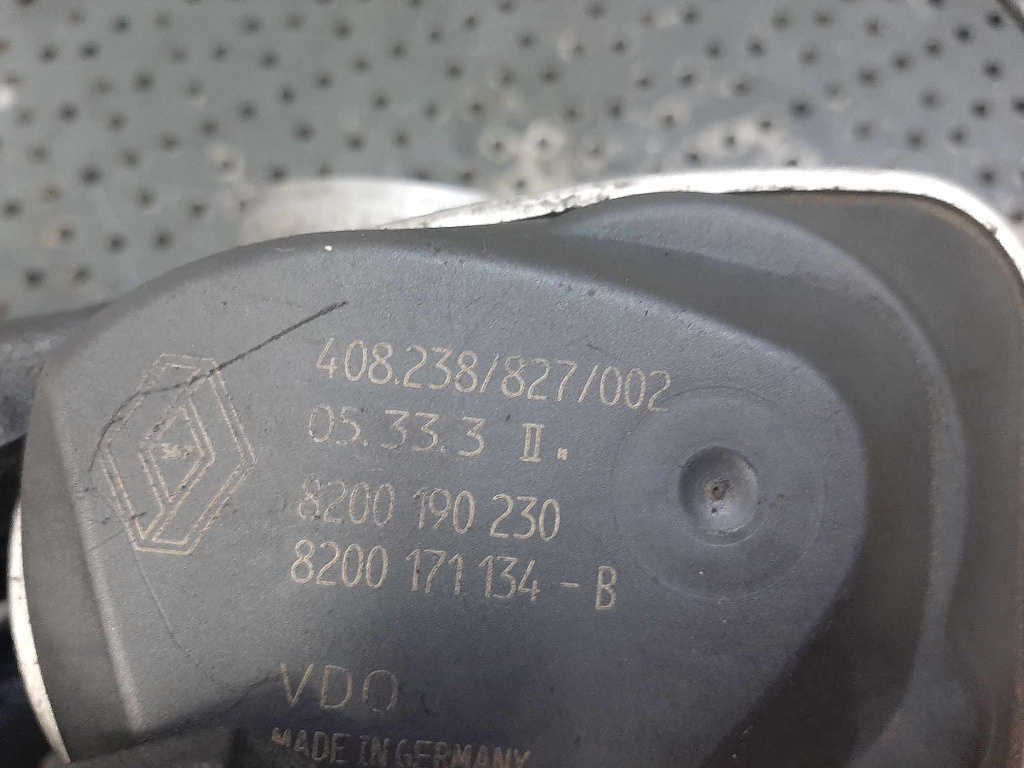 408.238/827/002
05.33.3 II.
8200 190 230
8200 171 134 - B
VDO
MADE IN GERMANY